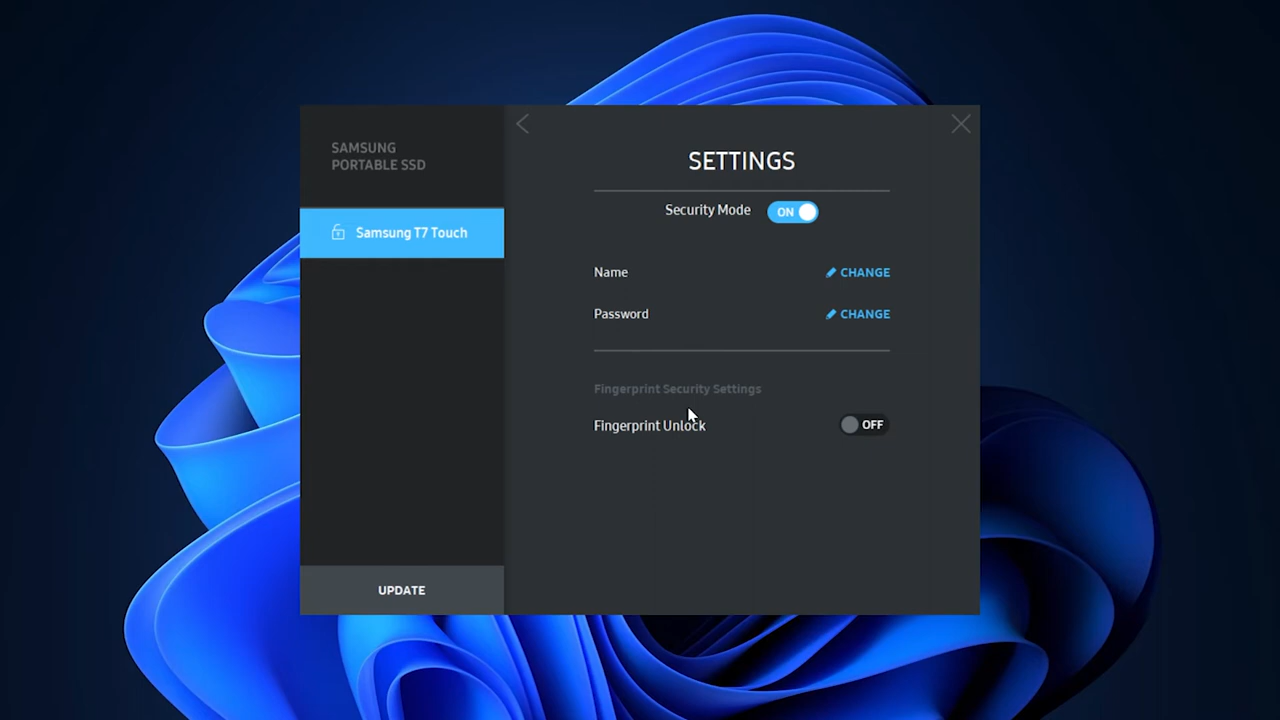 SAMSUNG
PORTABLE SSD
Samsung T7 Touch
UPDATE
SETTINGS
Security Mode ON
Name CHANGE
Password CHANGE
Fingerprint Security Settings
Fingerprint Unlock OFF